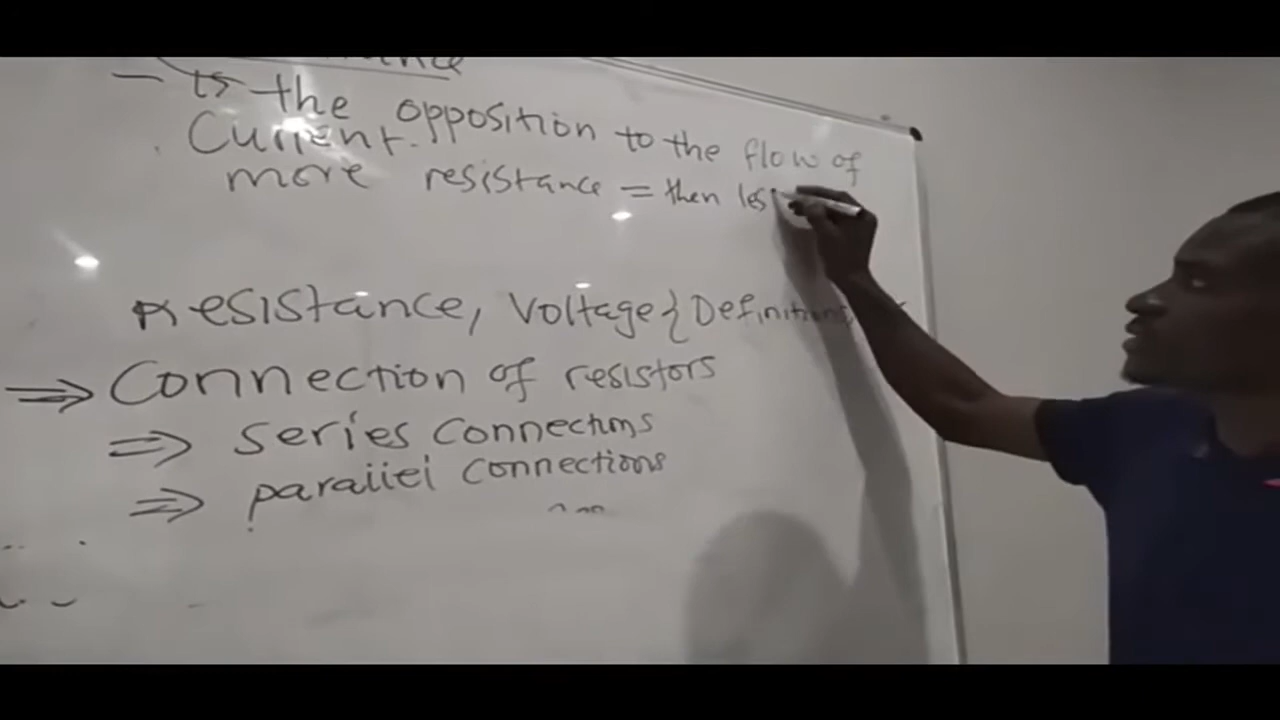 - Is the opposition to the flow of
Current.
more resistance = then les
Resistance, Voltage { Definitions
⇒ Connection of resistors
⇒ series connections
⇒ parallel connections